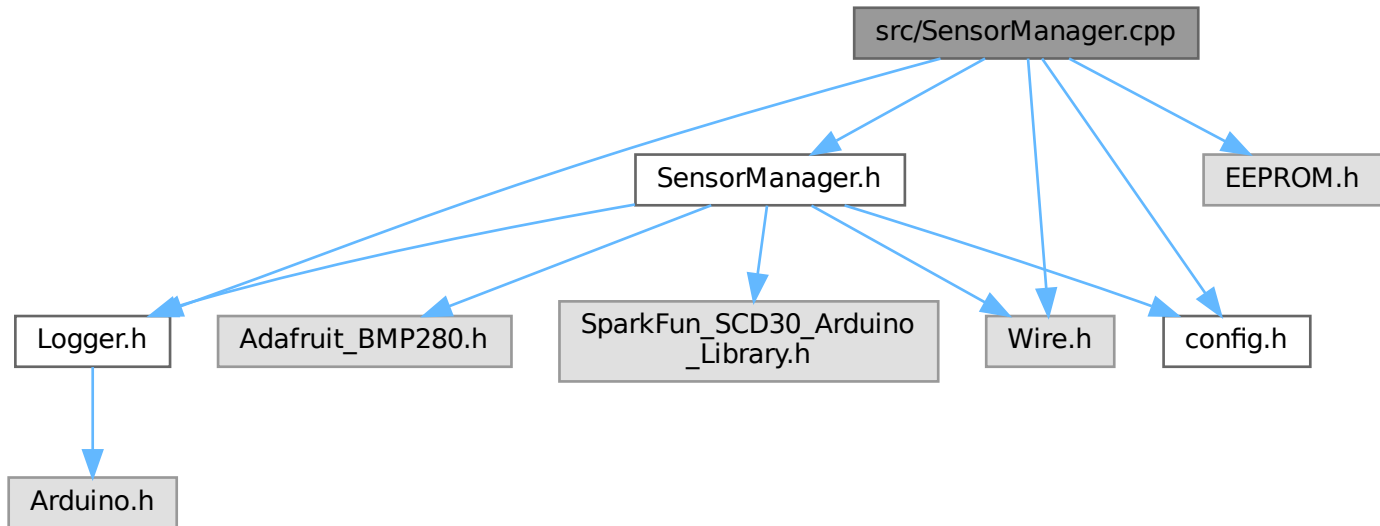 src/SensorManager.cpp
SensorManager.h
EEPROM.h
Logger.h
Adafruit_BMP280.h
SparkFun_SCD30_Arduino
_Library.h
Wire.h
config.h
Arduino.h